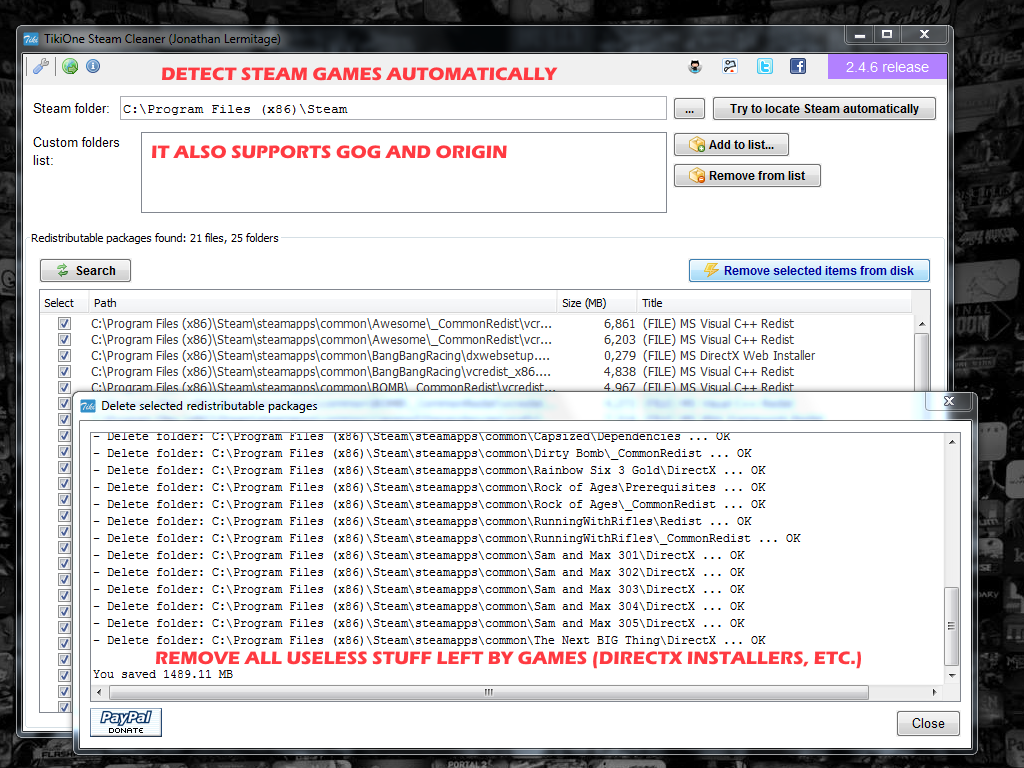 TikiOne Steam Cleaner (Jonathan Lermitage)
DETECT STEAM GAMES AUTOMATICALLY
2.4.6 release
Steam folder: C:\Program Files (x86)\Steam ... Try to locate Steam automatically
Custom folders list:
IT ALSO SUPPORTS GOG AND ORIGIN
Add to list...
Remove from list
Redistributable packages found: 21 files, 25 folders
Search Remove selected items from disk
Select Path Size (MB) Title
C:\Program Files (x86)\Steam\steamapps\common\Awesome\_CommonRedist\vcr... 6,861 (FILE) MS Visual C++ Redist
C:\Program Files (x86)\Steam\steamapps\common\Awesome\_CommonRedist\vcr... 6,203 (FILE) MS Visual C++ Redist
C:\Program Files (x86)\Steam\steamapps\common\BangBangRacing\dxwebsetup.... 0,279 (FILE) MS DirectX Web Installer
C:\Program Files (x86)\Steam\steamapps\common\BangBangRacing\vcredist_x86.... 4,838 (FILE) MS Visual C++ Redist
C:\Program Files (x86)\Steam\steamapps\common\BOMB\_CommonRedist\vcredist... 4,967 (FILE) MS Visual C++ Redist
Tiki Delete selected redistributable packages
- Delete folder: C:\Program Files (x86)\Steam\steamapps\common\Capsized\Dependencies ... OK
- Delete folder: C:\Program Files (x86)\Steam\steamapps\common\Dirty Bomb\_CommonRedist ... OK
- Delete folder: C:\Program Files (x86)\Steam\steamapps\common\Rainbow Six 3 Gold\DirectX ... OK
- Delete folder: C:\Program Files (x86)\Steam\steamapps\common\Rock of Ages\Prerequisites ... OK
- Delete folder: C:\Program Files (x86)\Steam\steamapps\common\Rock of Ages\_CommonRedist ... OK
- Delete folder: C:\Program Files (x86)\Steam\steamapps\common\RunningWithRifles\Redist ... OK
- Delete folder: C:\Program Files (x86)\Steam\steamapps\common\RunningWithRifles\_CommonRedist ... OK
- Delete folder: C:\Program Files (x86)\Steam\steamapps\common\Sam and Max 301\DirectX ... OK
- Delete folder: C:\Program Files (x86)\Steam\steamapps\common\Sam and Max 302\DirectX ... OK
- Delete folder: C:\Program Files (x86)\Steam\steamapps\common\Sam and Max 303\DirectX ... OK
- Delete folder: C:\Program Files (x86)\Steam\steamapps\common\Sam and Max 304\DirectX ... OK
- Delete folder: C:\Program Files (x86)\Steam\steamapps\common\Sam and Max 305\DirectX ... OK
- Delete folder: C:\Program Files (x86)\Steam\steamapps\common\The Next BIG Thing\DirectX ... OK
REMOVE ALL USELESS STUFF LEFT BY GAMES (DIRECTX INSTALLERS, ETC.)
You saved 1489.11 MB
PayPal
DONATE
Close
PORTAL 2